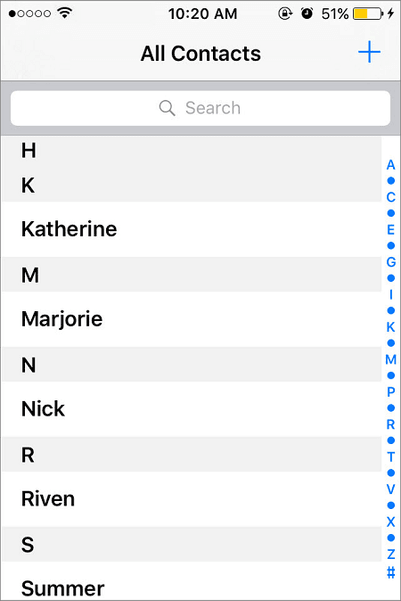 10:20 AM 51%
All Contacts +
Search
H
K
Katherine
M
Marjorie
N
Nick
R
Riven
S
Summer
A
C
E
G
I
K
M
P
R
T
V
X
Z
#